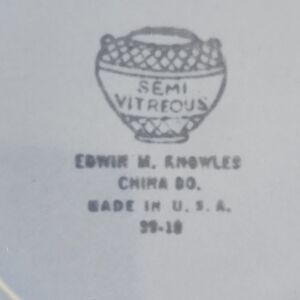 SEMI
VITREOUS
EDWIN M. KNOWLES
CHINA CO.
MADE IN U.S.A.
39-10